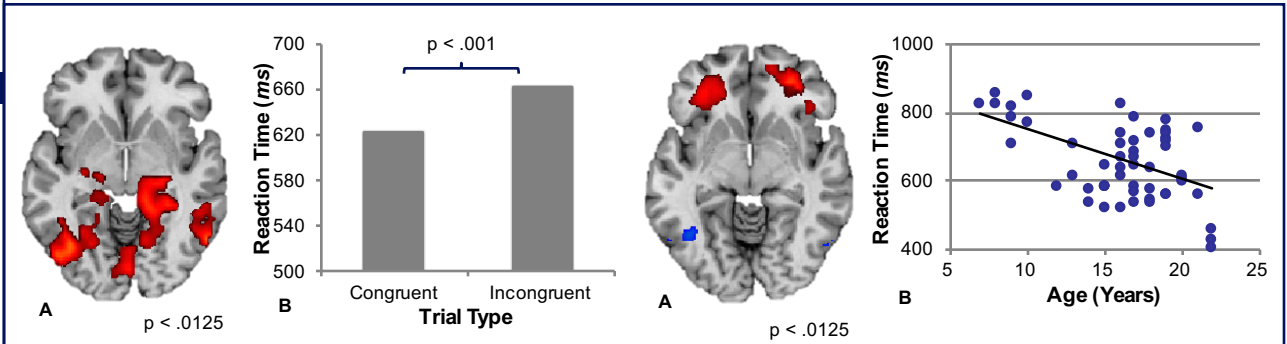 A
p < .0125
Reaction Time (ms)
700
660
620
580
540
500
p < .001
Congruent
Incongruent
B
Trial Type
A
p < .0125
Reaction Time (ms)
1000
800
600
400
5
10
15
20
25
B
Age (Years)